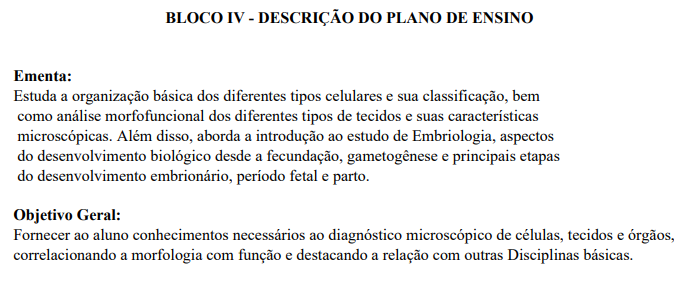 BLOCO IV - DESCRIÇÃO DO PLANO DE ENSINO
Ementa:
Estuda a organização básica dos diferentes tipos celulares e sua classificação, bem
como análise morfofuncional dos diferentes tipos de tecidos e suas características
microscópicas. Além disso, aborda a introdução ao estudo de Embriologia, aspectos
do desenvolvimento biológico desde a fecundação, gametogênese e principais etapas
do desenvolvimento embrionário, período fetal e parto.
Objetivo Geral:
Fornecer ao aluno conhecimentos necessários ao diagnóstico microscópico de células, tecidos e órgãos,
correlacionando a morfologia com função e destacando a relação com outras Disciplinas básicas.